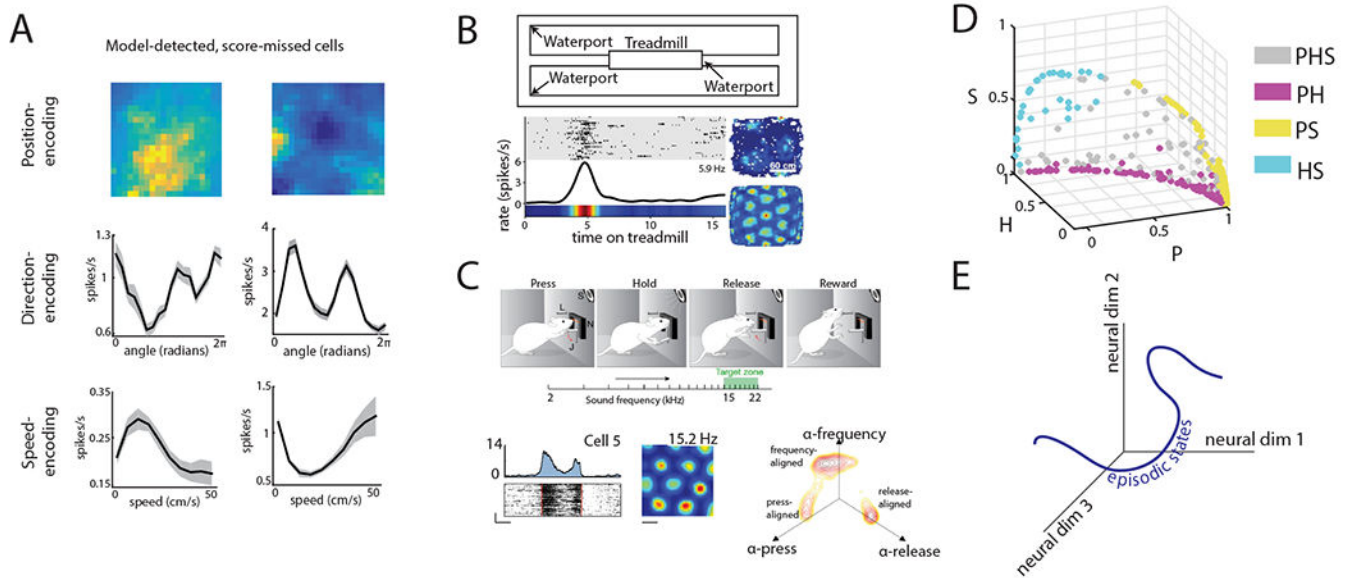 A
Model-detected, score-missed cells
Position-
encoding
Direction-
encoding
spikes/s
1.3
1
0.6
0
2π
angle (radians)
spikes/s
4
3
2
0
2π
angle (radians)
Speed-
encoding
spikes/s
0.35
0.25
0.15
0
50
speed (cm/s)
spikes/s
1.5
1
0.5
0
50
speed (cm/s)
B
Waterport
Treadmill
Waterport
Waterport
rate (spikes/s)
6
3
0
5.9 Hz
60 cm
0
5
10
15
time on treadmill
C
Press
Hold
Release
Reward
S
L
N
J
Target zone
2
Sound frequency (kHz)
15
22
14
0
Cell 5
15.2 Hz
α-frequency
frequency-
aligned
press-
aligned
release-
aligned
α-press
α-release
D
1
S
0.5
0
1
H
0.5
0
0
0.5
1
P
PHS
PH
PS
HS
E
neural dim 2
neural dim 1
neural dim 3
episodic states